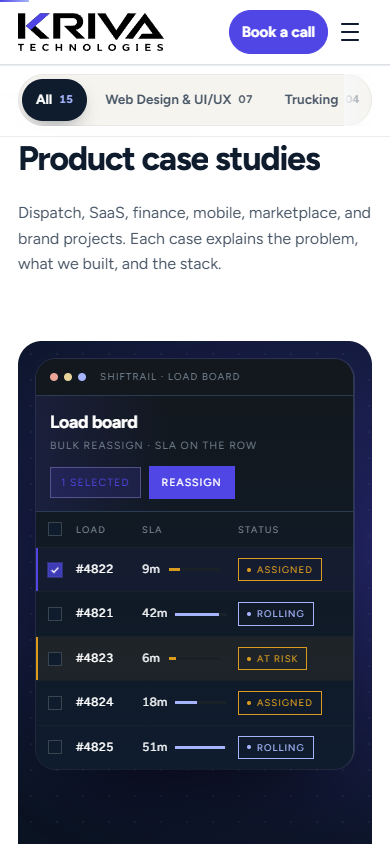 KRIVA
TECHNOLOGIES
Book a call
All 15
Web Design & UI/UX 07
Trucking 04
Product case studies
Dispatch, SaaS, finance, mobile, marketplace, and
brand projects. Each case explains the problem,
what we built, and the stack.
SHIFTRAIL · LOAD BOARD
Load board
BULK REASSIGN · SLA ON THE ROW
1 SELECTED
REASSIGN
LOAD SLA STATUS
#4822 9m ASSIGNED
#4821 42m ROLLING
#4823 6m AT RISK
#4824 18m ASSIGNED
#4825 51m ROLLING